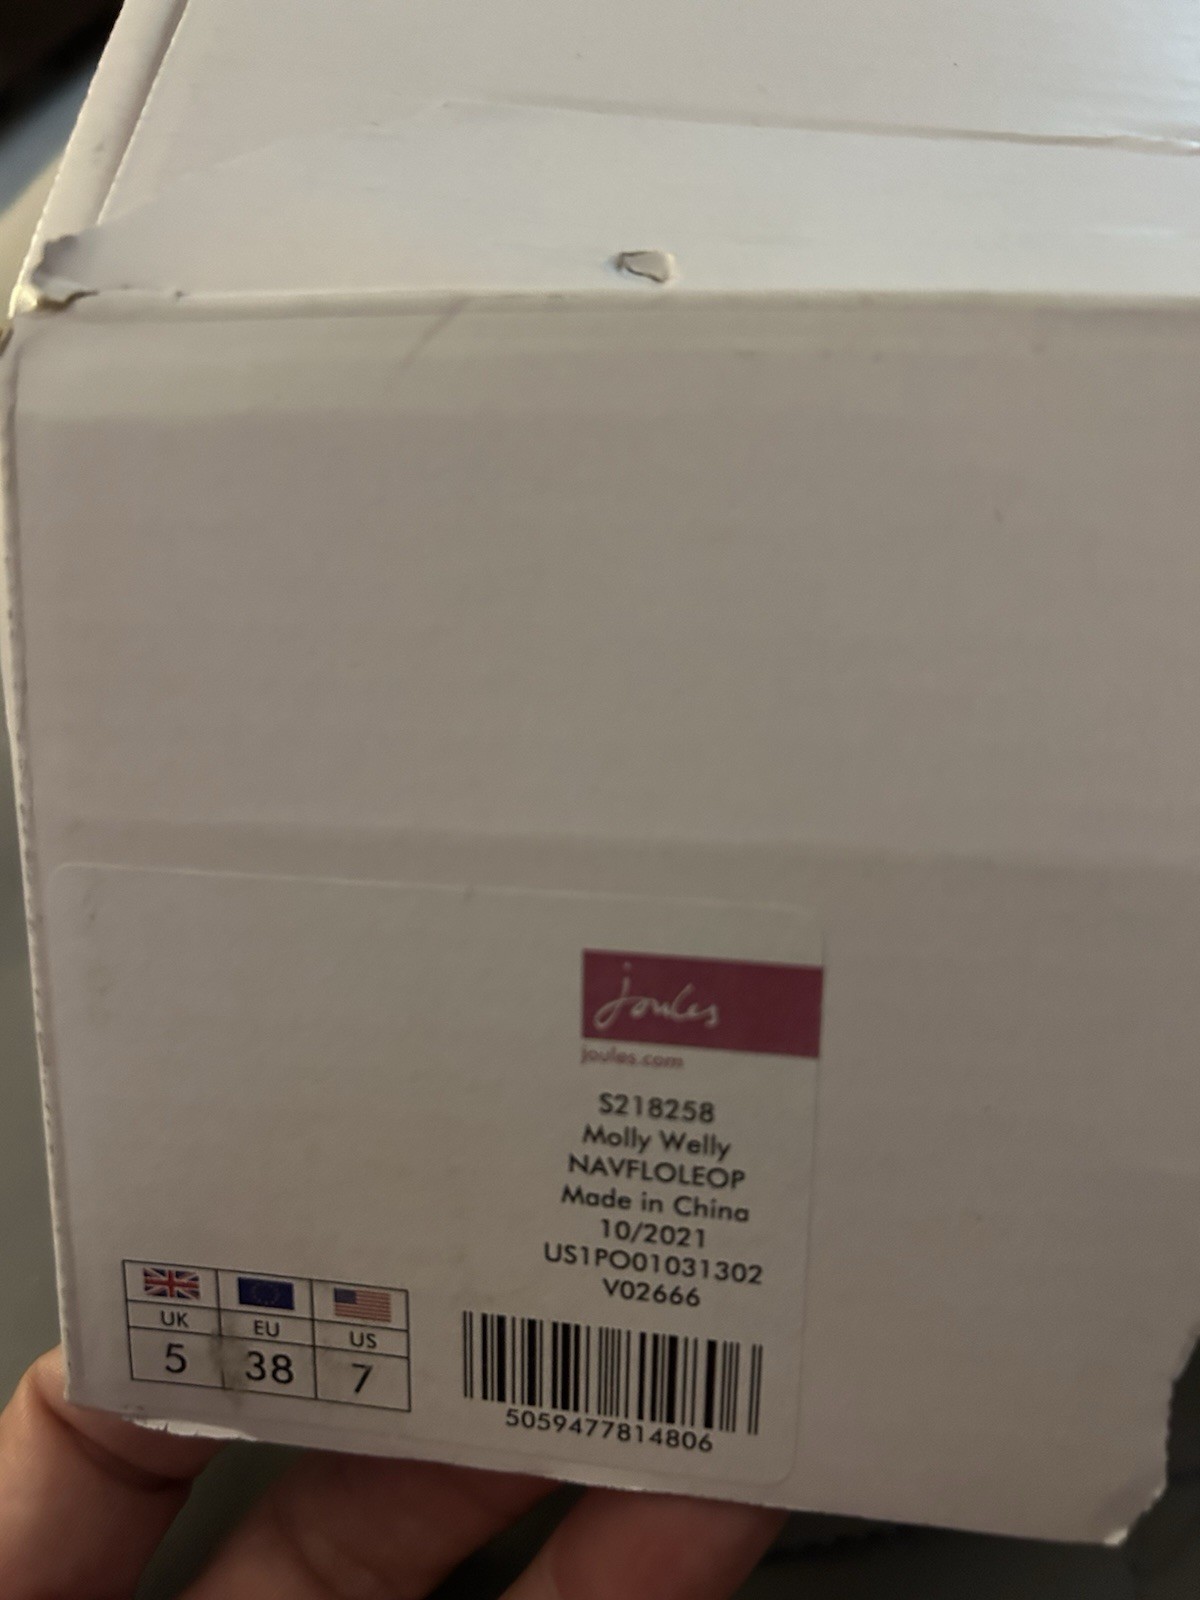 joules
joules.com
S218258
Molly Welly
NAVFLOLEOP
Made in China
10/2021
US1PO01031302
V02666
UK EU US
5 38 7
5059477814806